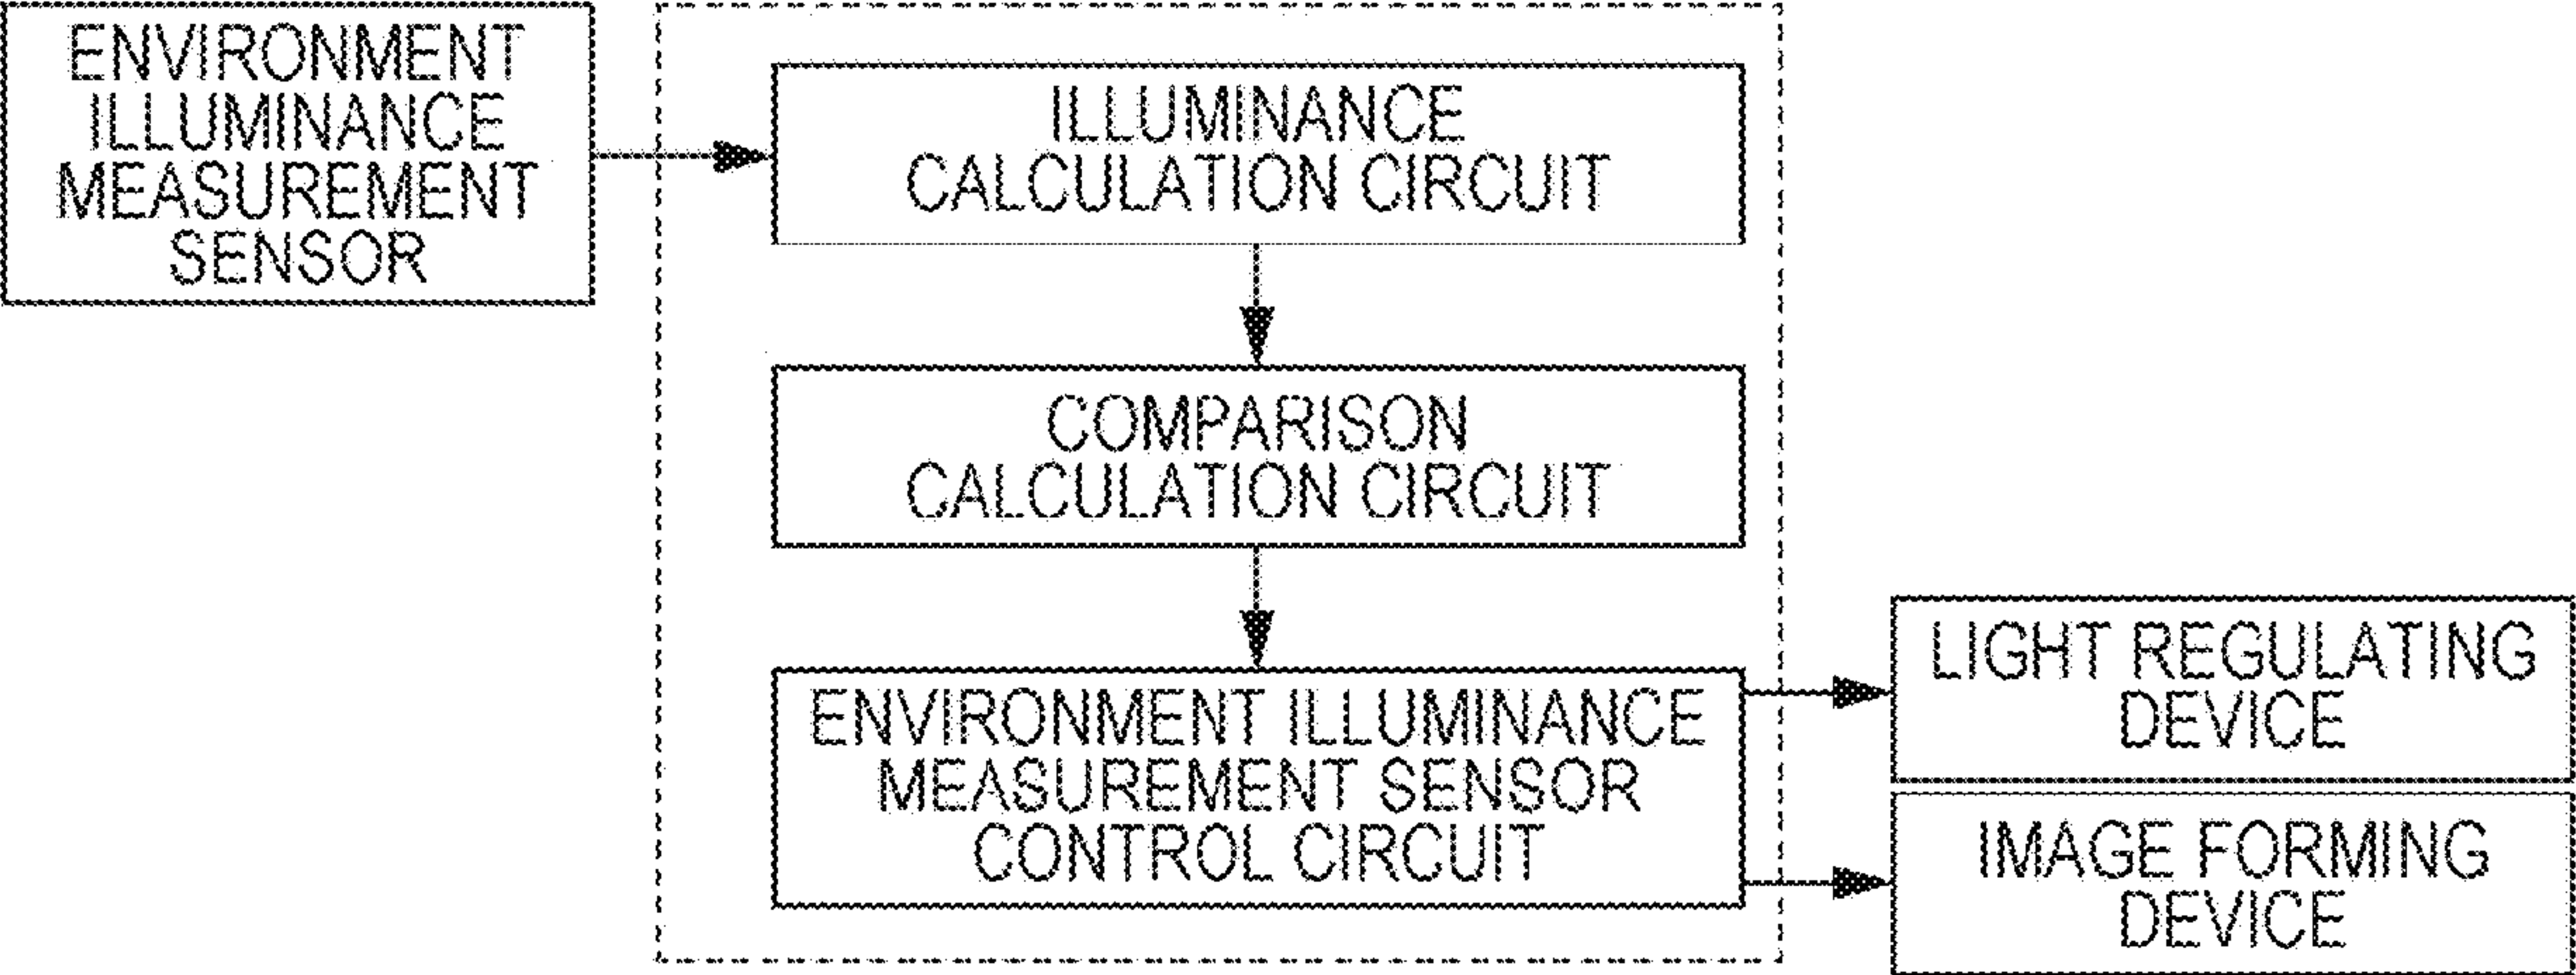 ENVIRONMENT
ILLUMINANCE
MEASUREMENT
SENSOR
ILLUMINANCE
CALCULATION CIRCUIT
COMPARISON
CALCULATION CIRCUIT
ENVIRONMENT ILLUMINANCE
MEASUREMENT SENSOR
CONTROL CIRCUIT
LIGHT REGULATING
DEVICE
IMAGE FORMING
DEVICE